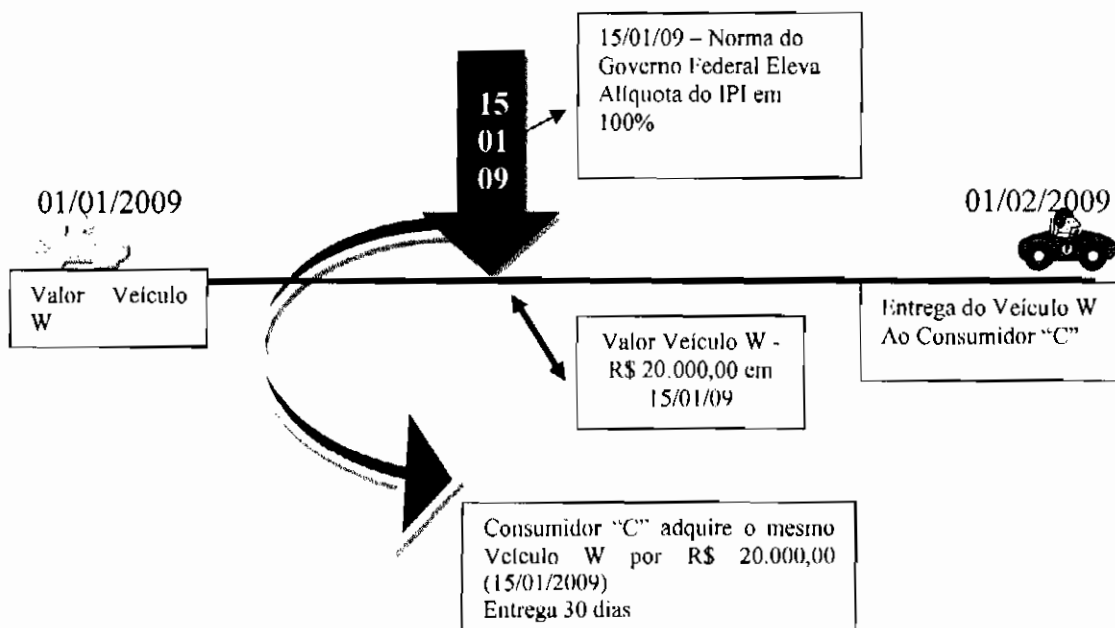 15/01/09 – Norma do
Governo Federal Eleva
Alíquota do IPI em
100%
15
01
09
01/01/2009
01/02/2009
Valor Veículo
W
Entrega do Veículo W
Ao Consumidor “C”
Valor Veículo W -
R$ 20.000,00 em
15/01/09
Consumidor “C” adquire o mesmo
Veículo W por R$ 20.000,00
(15/01/2009)
Entrega 30 dias